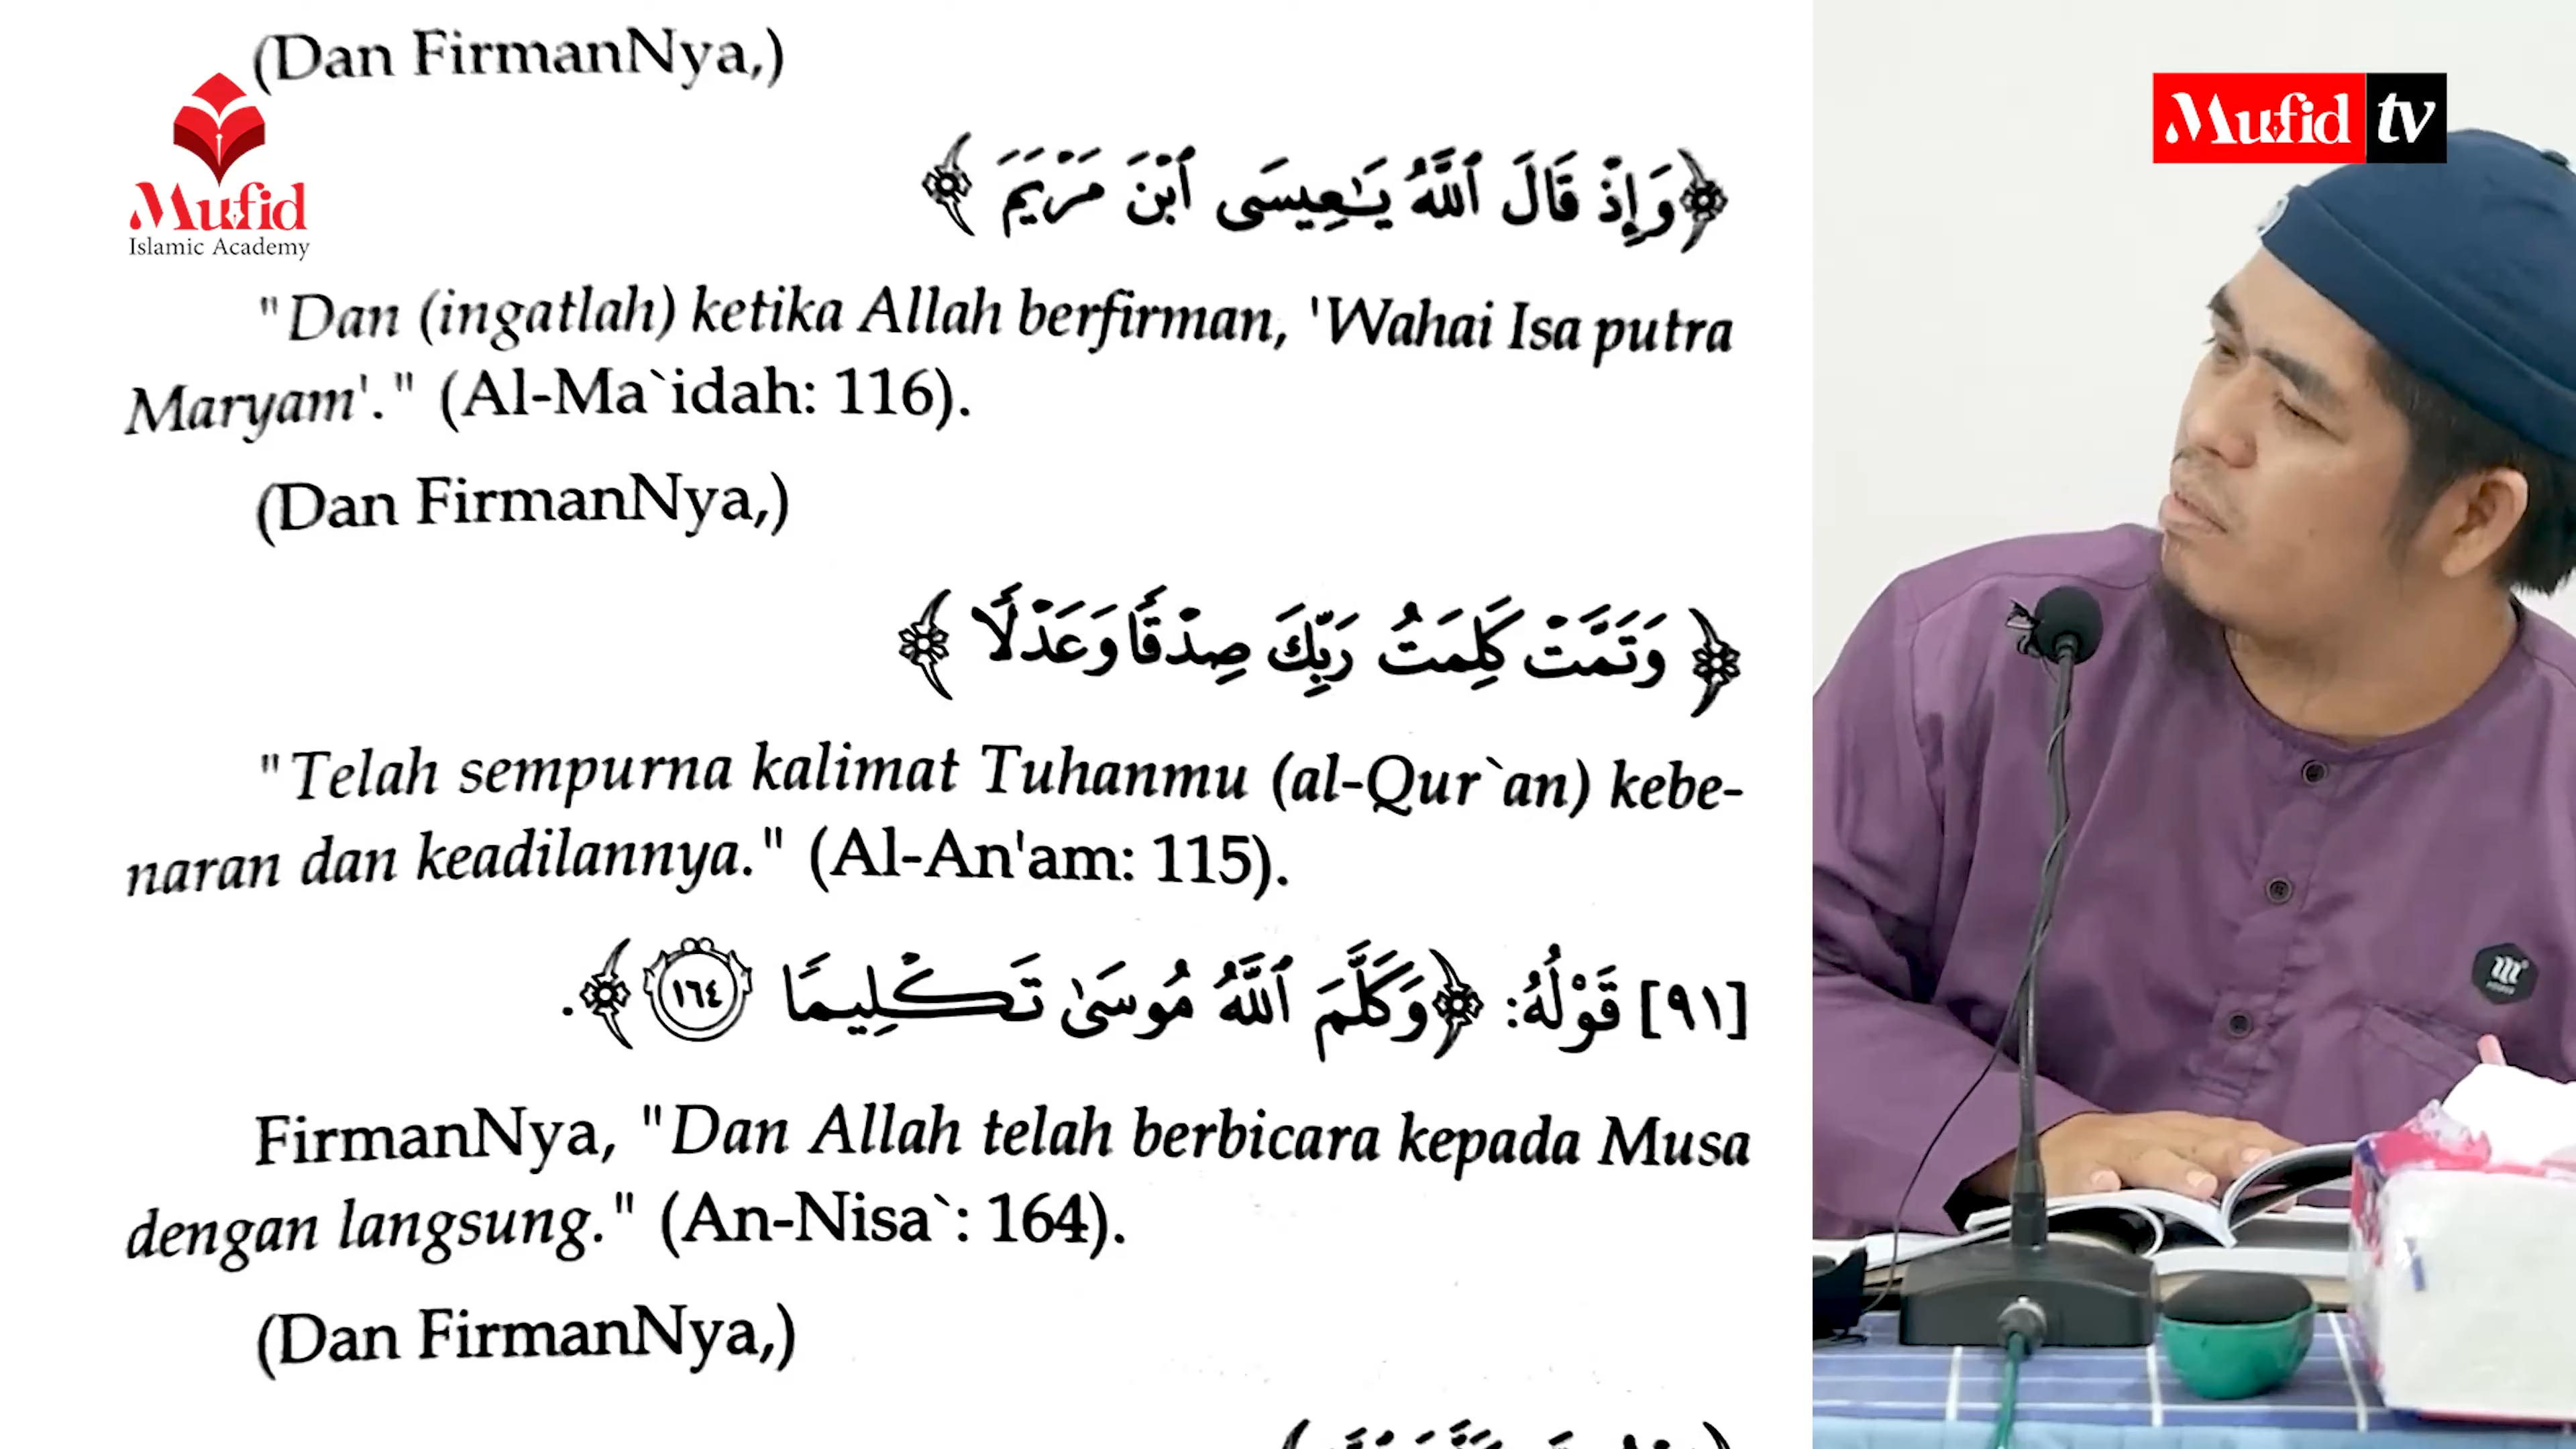 (Dan FirmanNya,)
Mufid
Islamic Academy
Mufid tv
﴿وَإِذْ قَالَ ٱللَّهُ يَـٰعِيسَى ٱبْنَ مَرْيَمَ﴾
"Dan (ingatlah) ketika Allah berfirman, 'Wahai Isa putra
Maryam'." (Al-Ma`idah: 116).
(Dan FirmanNya,)
﴿وَتَمَّتْ كَلِمَتُ رَبِّكَ صِدْقًا وَعَدْلًا﴾
"Telah sempurna kalimat Tuhanmu (al-Qur`an) kebe-
naran dan keadilannya." (Al-An'am: 115).
[٩١] قَوْلُهُ: ﴿وَكَلَّمَ ٱللَّهُ مُوسَىٰ تَكْلِيمًا ١٦٤﴾.
FirmanNya, "Dan Allah telah berbicara kepada Musa
dengan langsung." (An-Nisa`: 164).
(Dan FirmanNya,)